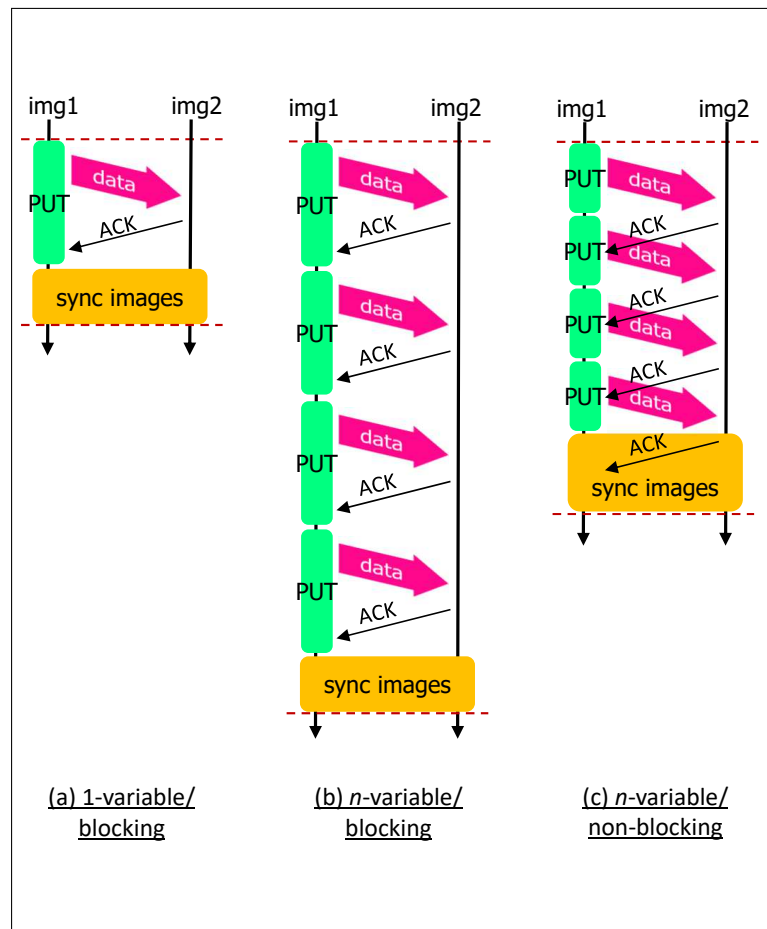 img1 img2
data
PUT
ACK
sync images
(a) 1-variable/
blocking
img1 img2
data
PUT
ACK
data
PUT
ACK
data
PUT
ACK
data
PUT
ACK
sync images
(b) n-variable/
blocking
img1 img2
data
PUT
ACK
data
PUT
ACK
data
PUT
ACK
data
PUT
ACK
sync images
(c) n-variable/
non-blocking